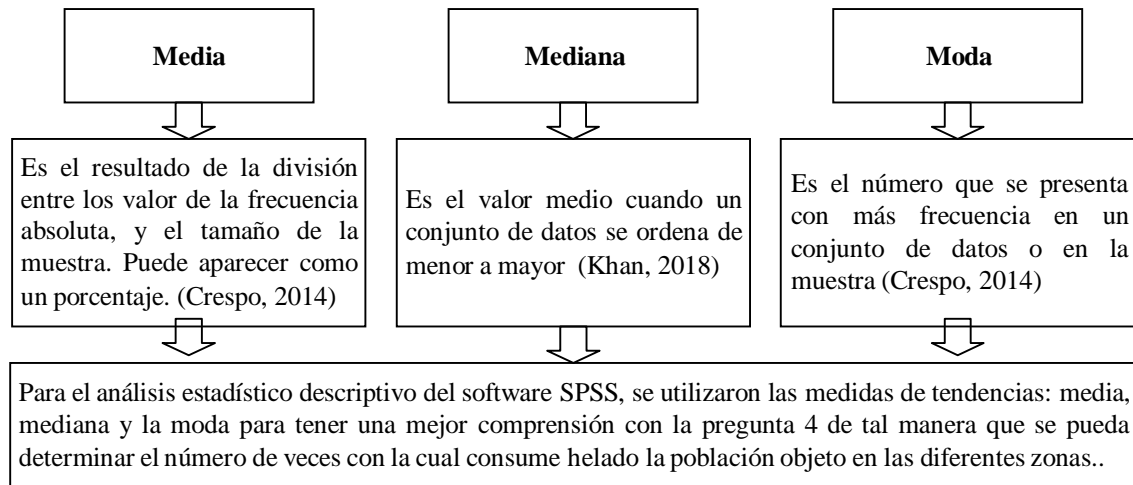 Media
Mediana
Moda
Es el resultado de la división
entre los valor de la frecuencia
absoluta, y el tamaño de la
muestra. Puede aparecer como
un porcentaje. (Crespo, 2014)
Es el valor medio cuando un
conjunto de datos se ordena de
menor a mayor (Khan, 2018)
Es el número que se presenta
con más frecuencia en un
conjunto de datos o en la
muestra (Crespo, 2014)
Para el análisis estadístico descriptivo del software SPSS, se utilizaron las medidas de tendencias: media,
mediana y la moda para tener una mejor comprensión con la pregunta 4 de tal manera que se pueda
determinar el número de veces con la cual consume helado la población objeto en las diferentes zonas..